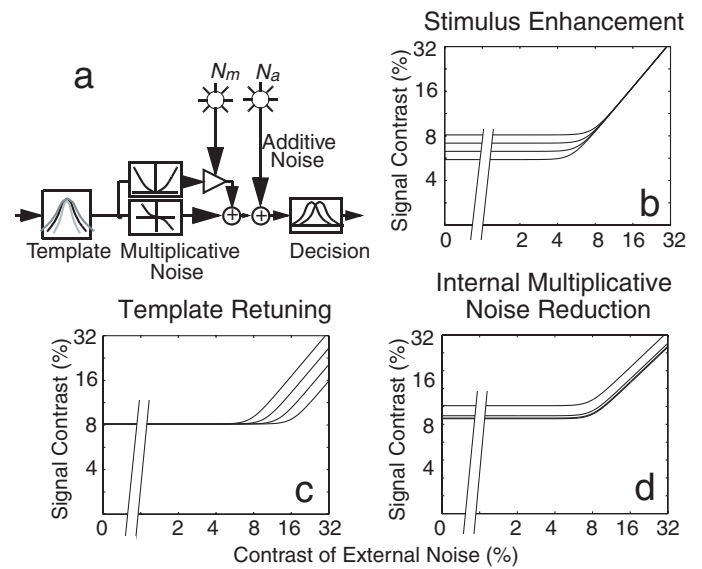 a
Nm Na
Additive
Noise
Template Multiplicative
Noise
Decision
Stimulus Enhancement
Signal Contrast (%)
32
16
8
4
0 2 4 8 16 32
b
Template Retuning
Signal Contrast (%)
32
16
8
4
0 2 4 8 16 32
c
Internal Multiplicative
Noise Reduction
Signal Contrast (%)
32
16
8
4
0 2 4 8 16 32
d
Contrast of External Noise (%)